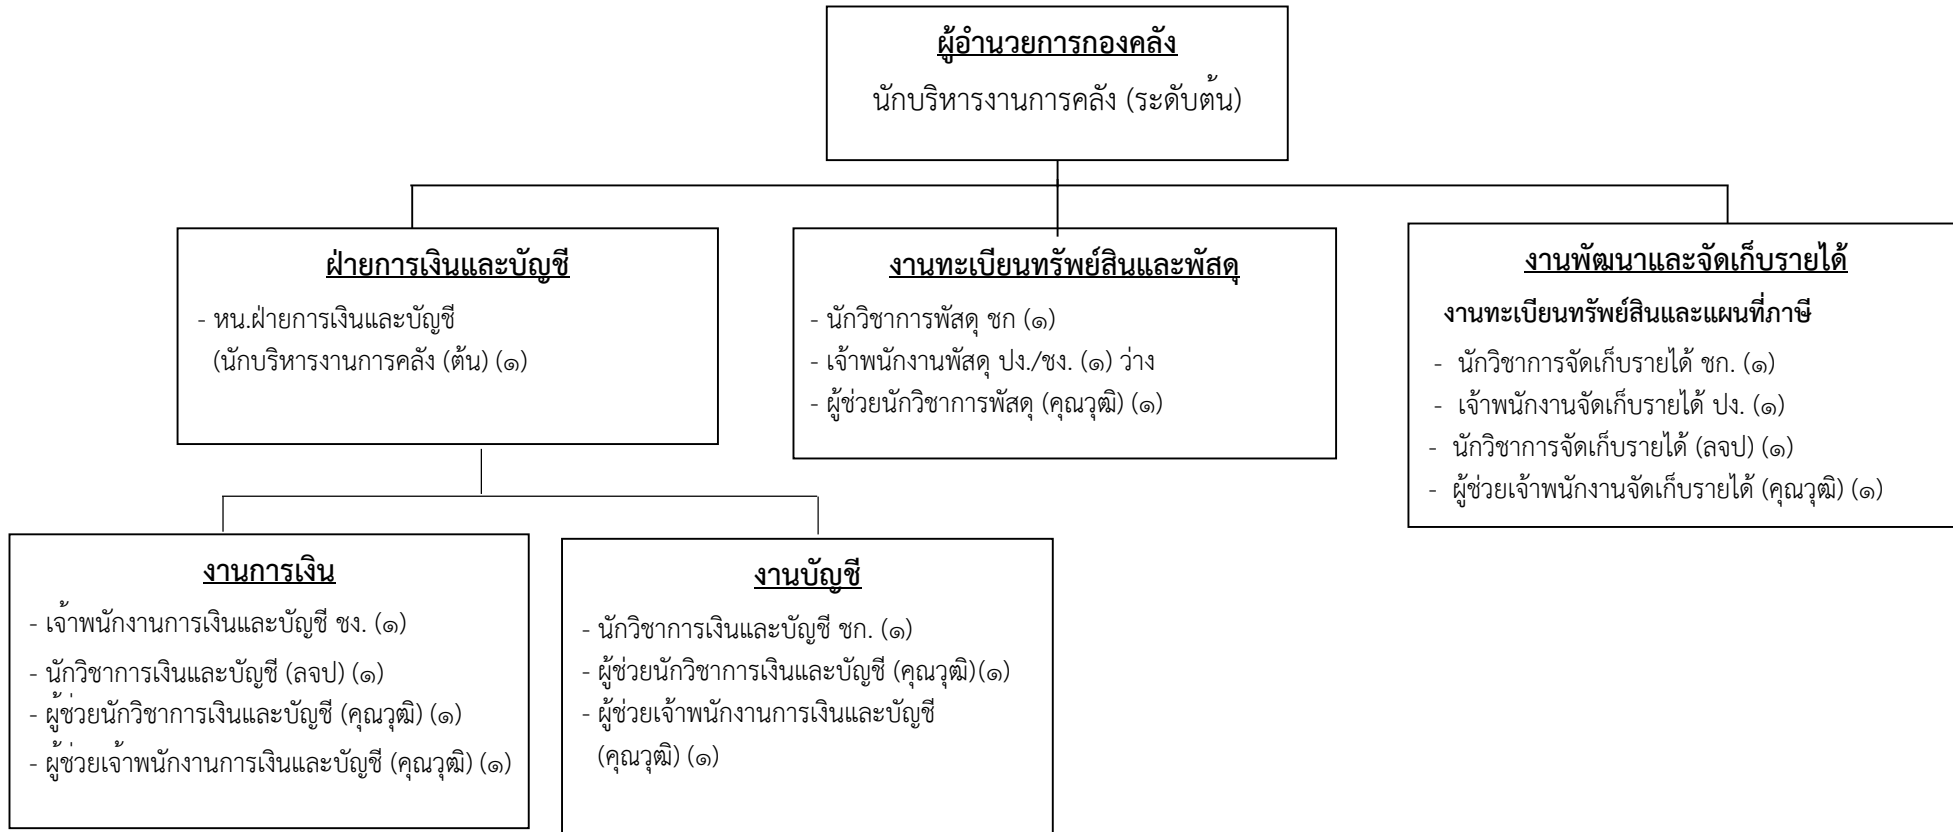 ผู้อำนวยการกองคลัง
นักบริหารงานการคลัง (ระดับต้น)
ฝ่ายการเงินและบัญชี
- หน.ฝ่ายการเงินและบัญชี
(นักบริหารงานการคลัง (ต้น) (๑)
งานทะเบียนทรัพย์สินและพัสดุ
- นักวิชาการพัสดุ ชก (๑)
- เจ้าพนักงานพัสดุ ปง./ชง. (๑) ว่าง
- ผู้ช่วยนักวิชาการพัสดุ (คุณวุฒิ) (๑)
งานพัฒนาและจัดเก็บรายได้
งานทะเบียนทรัพย์สินและแผนที่ภาษี
- นักวิชาการจัดเก็บรายได้ ชก. (๑)
- เจ้าพนักงานจัดเก็บรายได้ ปง. (๑)
- นักวิชาการจัดเก็บรายได้ (ลจป) (๑)
- ผู้ช่วยเจ้าพนักงานจัดเก็บรายได้ (คุณวุฒิ) (๑)
งานการเงิน
- เจ้าพนักงานการเงินและบัญชี ชง. (๑)
- นักวิชาการเงินและบัญชี (ลจป) (๑)
- ผู้ช่วยนักวิชาการเงินและบัญชี (คุณวุฒิ) (๑)
- ผู้ช่วยเจ้าพนักงานการเงินและบัญชี (คุณวุฒิ) (๑)
งานบัญชี
- นักวิชาการเงินและบัญชี ชก. (๑)
- ผู้ช่วยนักวิชาการเงินและบัญชี (คุณวุฒิ)(๑)
- ผู้ช่วยเจ้าพนักงานการเงินและบัญชี
(คุณวุฒิ) (๑)